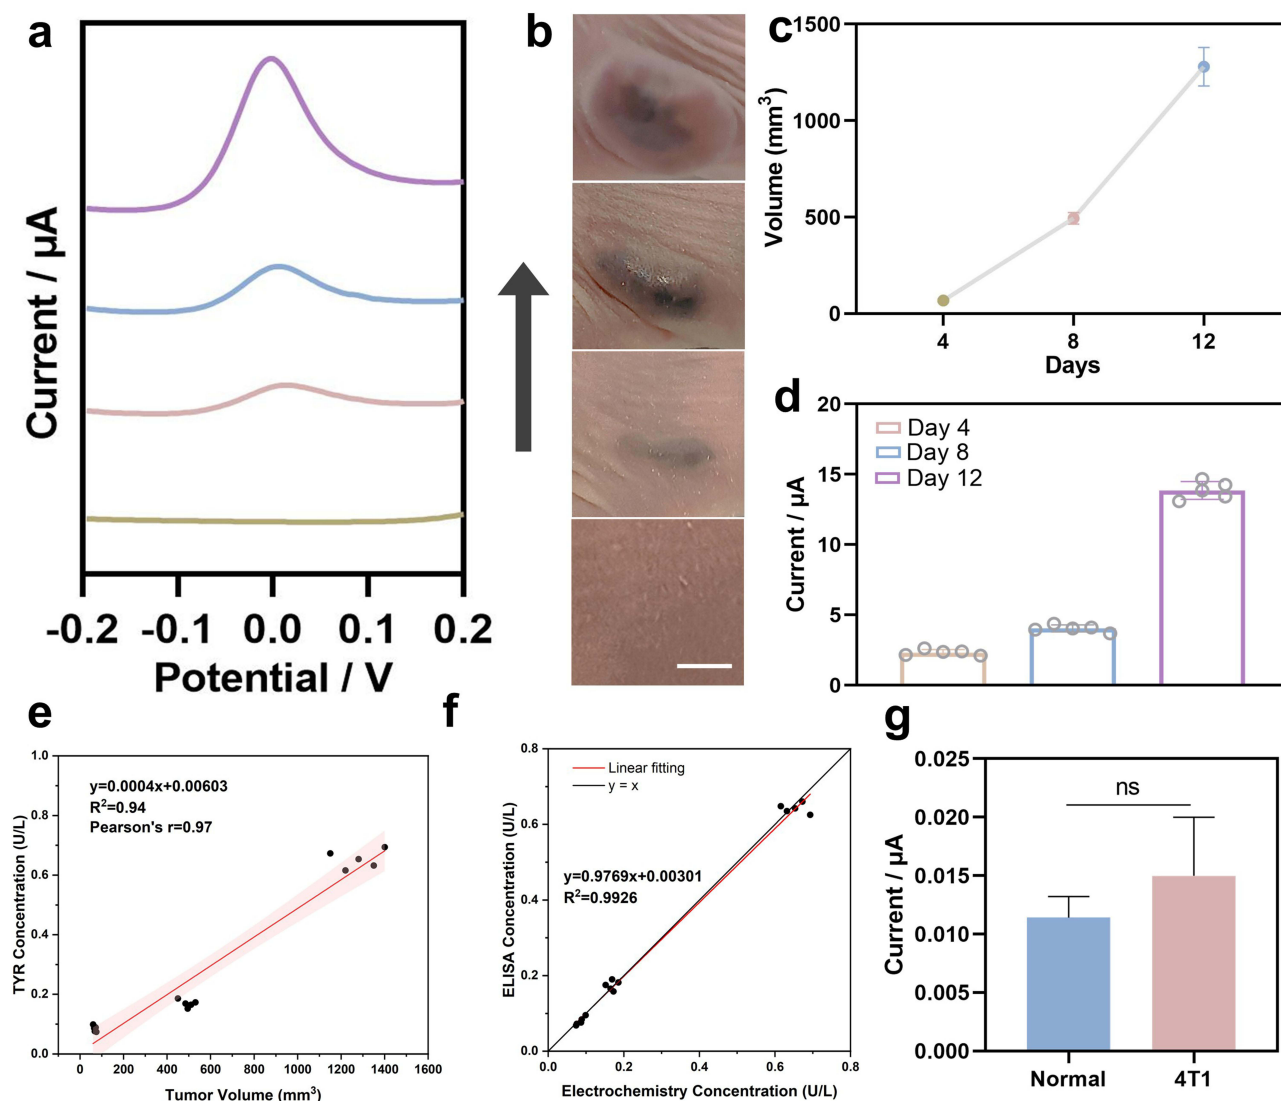 a
Current / µA
-0.2 -0.1 0.0 0.1 0.2
Potential / V
b
c
Volume (mm³)
1500
1000
500
0
4 8 12
Days
d
Current / µA
20
15
10
5
0
Day 4
Day 8
Day 12
e
TYR Concentration (U/L)
1.0
0.8
0.6
0.4
0.2
0.0
y=0.0004x+0.00603
R²=0.94
Pearson's r=0.97
0 200 400 600 800 1000 1200 1400 1600
Tumor Volume (mm³)
f
ELISA Concentration (U/L)
0.8
0.6
0.4
0.2
0.0
Linear fitting
y = x
y=0.9769x+0.00301
R²=0.9926
0.0 0.2 0.4 0.6 0.8
Electrochemistry Concentration (U/L)
g
Current / µA
0.025
0.020
0.015
0.010
0.005
0.000
ns
Normal 4T1